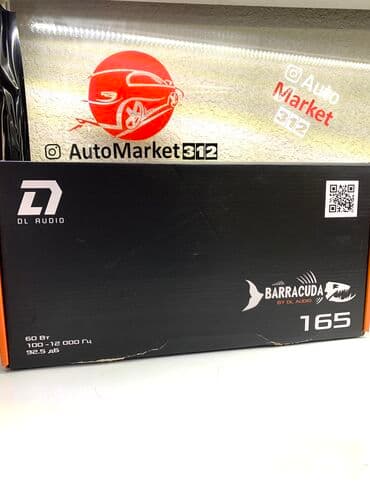 Auto
Market
312
AutoMarket312
DL AUDIO
BARRACUDA
BY DL AUDIO
165
60 Вт
100-12 000 Гц
92.5 дБ